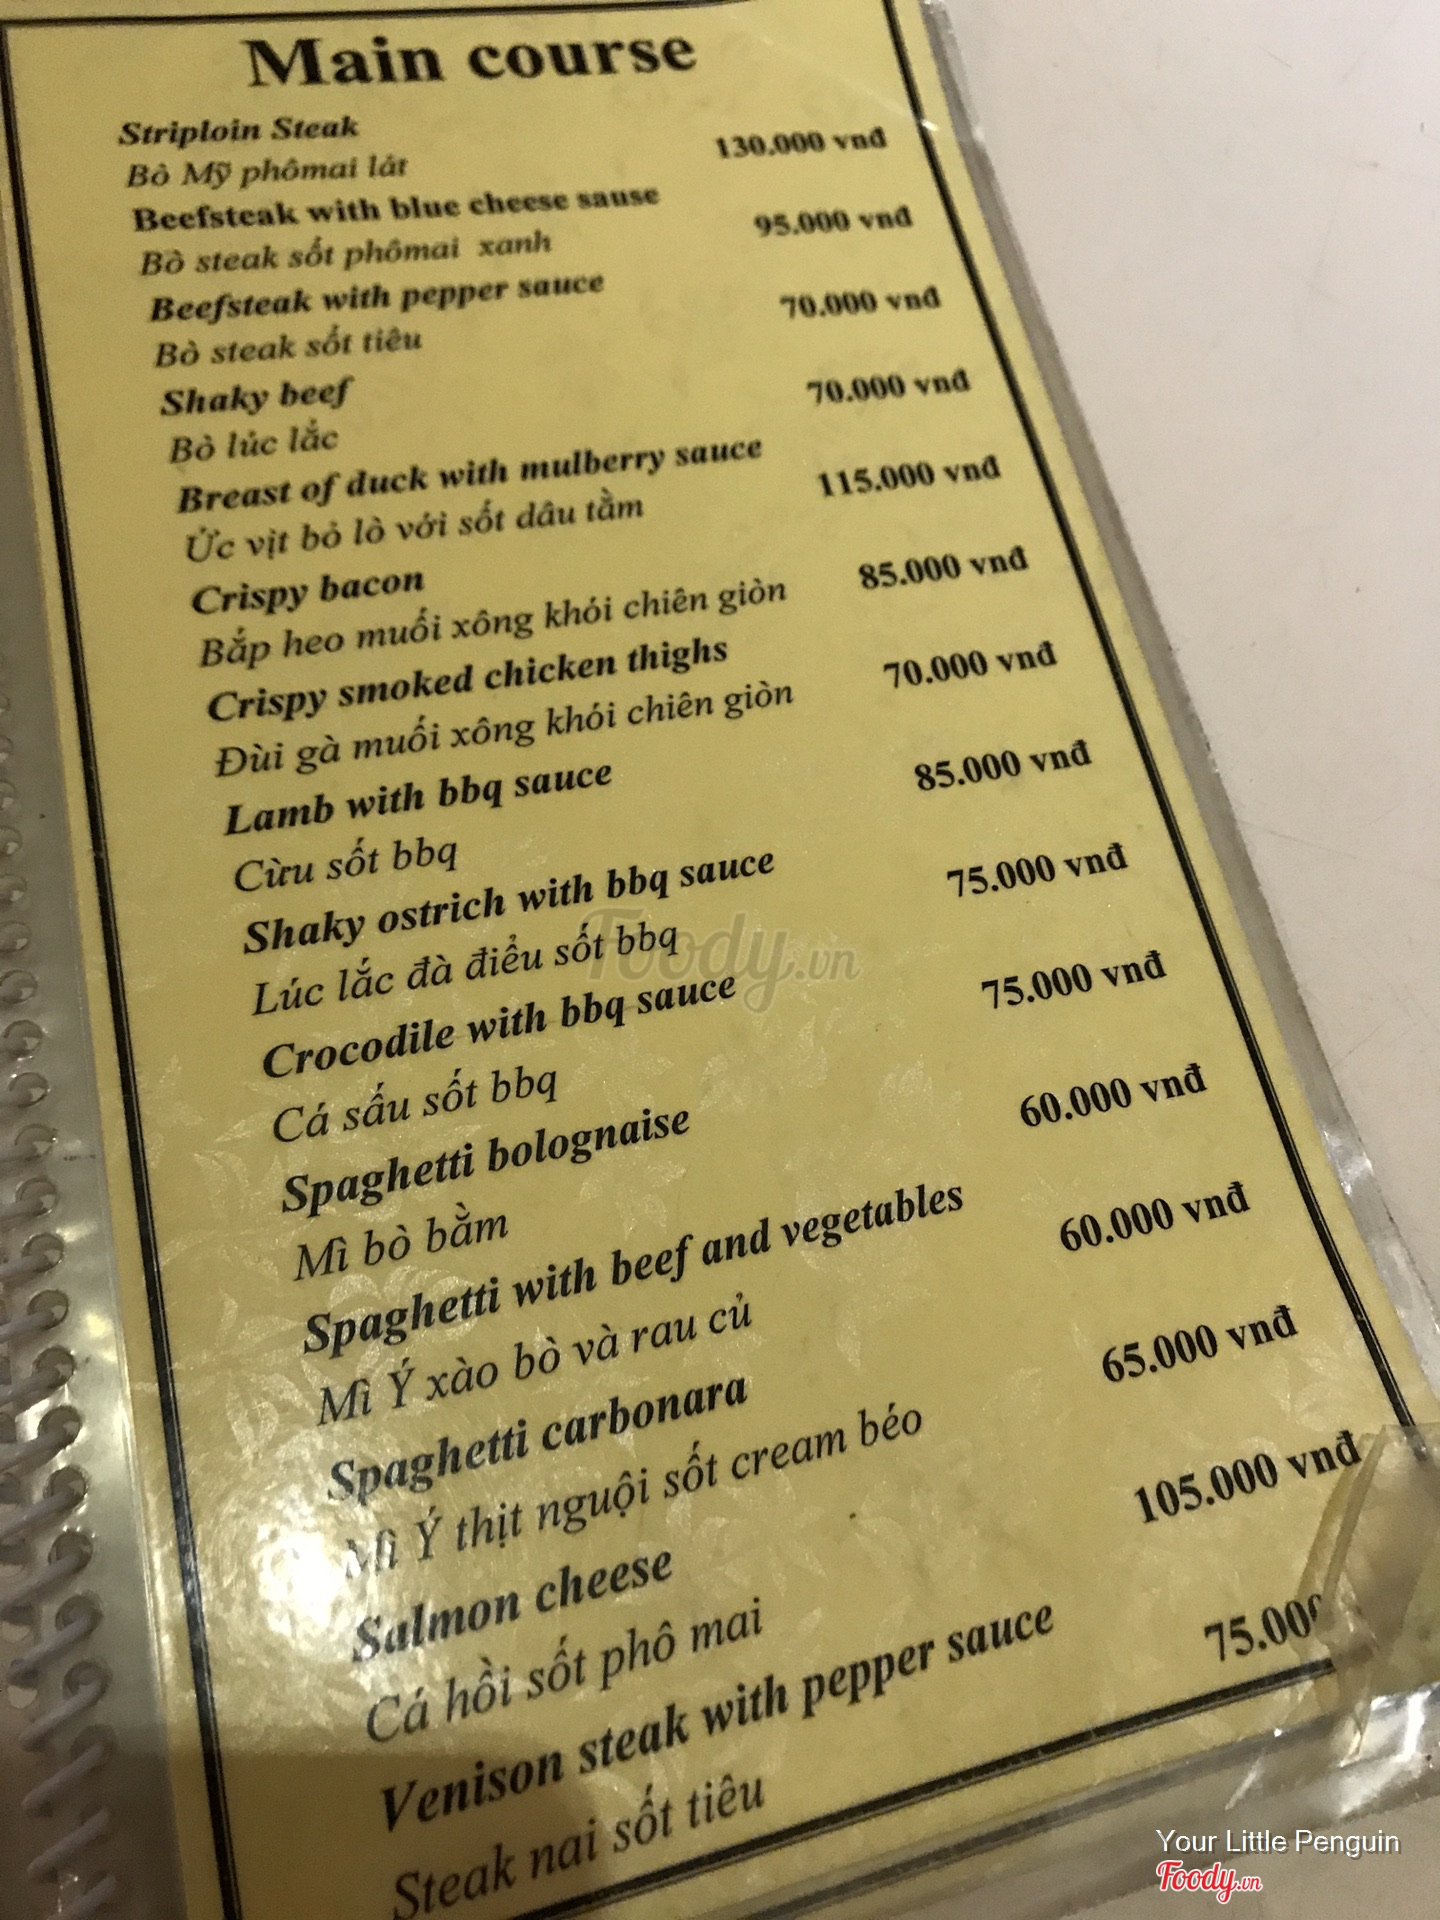 Main course
Striploin Steak
130.000 vnđ
Bò Mỹ phômai lát
Beefsteak with blue cheese sause
95.000 vnđ
Bò steak sốt phômai xanh
Beefsteak with pepper sauce
70.000 vnđ
Bò steak sốt tiêu
Shaky beef
70.000 vnđ
Bò lúc lắc
Breast of duck with mulberry sauce
115.000 vnđ
Ức vịt bỏ lò với sốt dâu tằm
Crispy bacon
85.000 vnđ
Bắp heo muối xông khói chiên giòn
Crispy smoked chicken thighs
70.000 vnđ
Đùi gà muối xông khói chiên giòn
Lamb with bbq sauce
85.000 vnđ
Cừu sốt bbq
Shaky ostrich with bbq sauce
75.000 vnđ
Lúc lắc đà điểu sốt bbq
Crocodile with bbq sauce
75.000 vnđ
Cá sấu sốt bbq
Spaghetti bolognaise
60.000 vnđ
Mì bò bằm
Spaghetti with beef and vegetables
60.000 vnđ
Mì Ý xào bò và rau củ
Spaghetti carbonara
65.000 vnđ
Mì Ý thịt nguội sốt cream béo
Salmon cheese
105.000 vnđ
Cá hồi sốt phô mai
Venison steak with pepper sauce
75.000
Steak nai sốt tiêu
Foody.vn
Your Little Penguin
Foody.vn